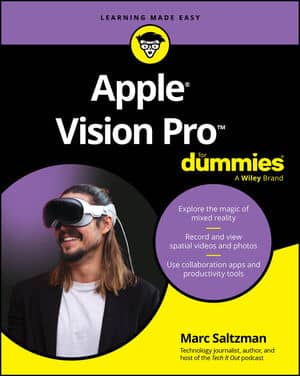 LEARNING MADE EASY
Apple®
Vision Pro™
for
dummies
A Wiley Brand
Explore the magic of
mixed reality
Record and view
spatial videos and photos
Use collaboration apps and
productivity tools
Marc Saltzman
Technology journalist, author, and
host of the Tech It Out podcast